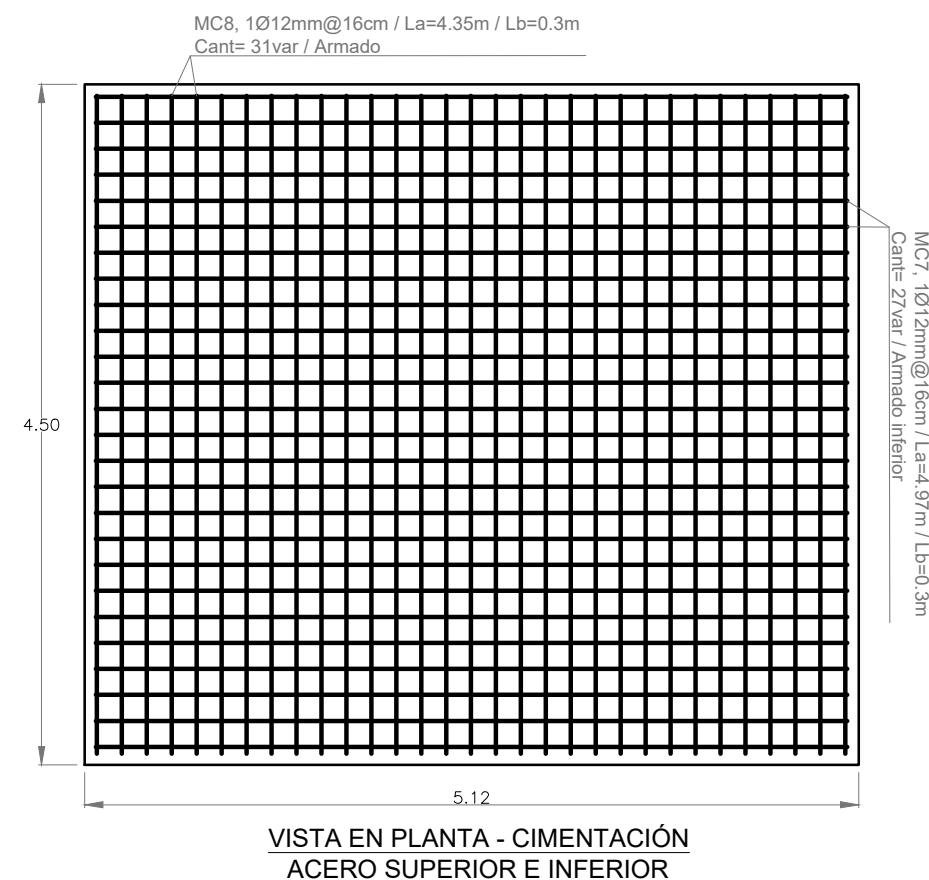 MC8, 1Ø12mm@16cm / La=4.35m / Lb=0.3m
Cant= 31var / Armado
MC7, 1Ø12mm@16cm / La=4.97m / Lb=0.3m
Cant= 27var / Armado inferior
4.50
5.12
VISTA EN PLANTA - CIMENTACIÓN
ACERO SUPERIOR E INFERIOR